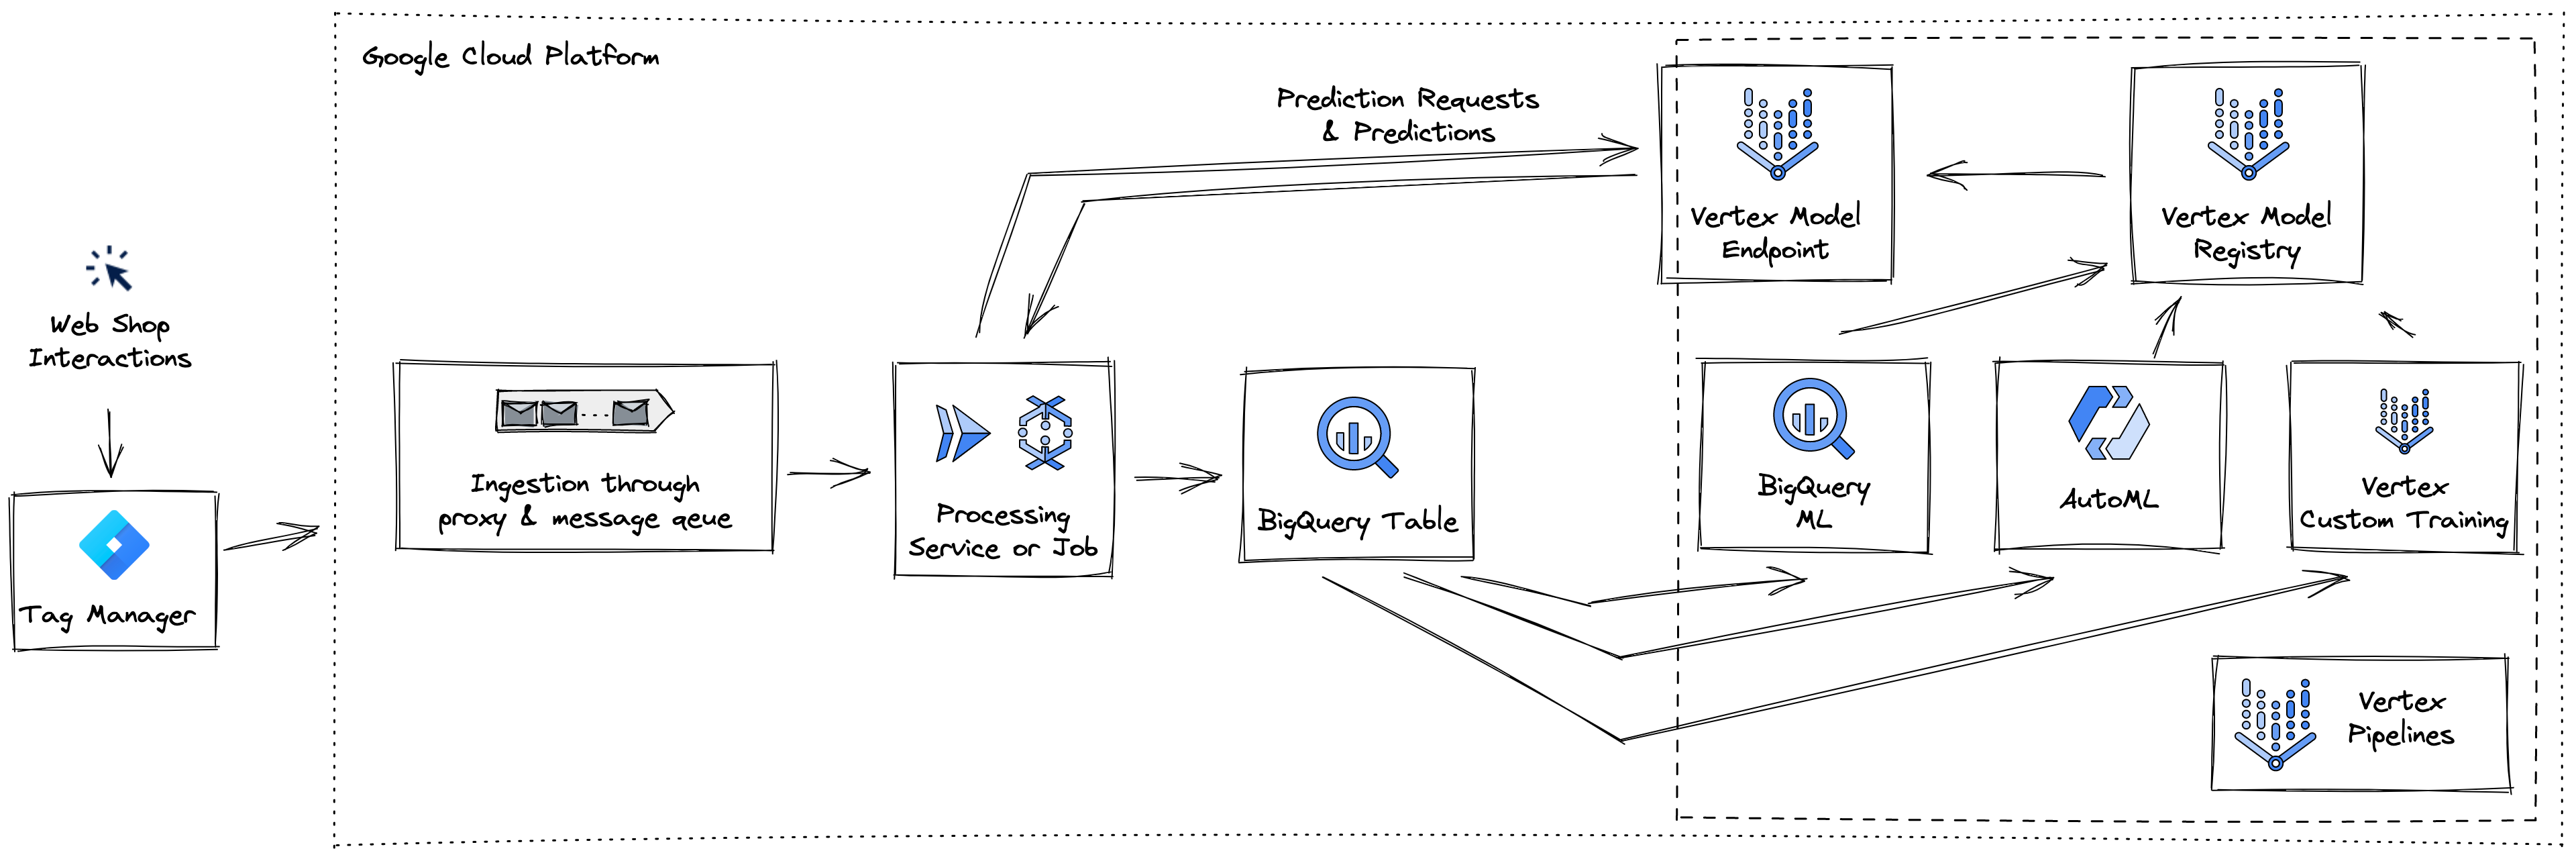 Google Cloud Platform
Prediction Requests
& Predictions
Vertex Model
Endpoint
Vertex Model
Registry
Web Shop
Interactions
Tag Manager
Ingestion through
proxy & message qeue
Processing
Service or Job
BigQuery Table
BigQuery
ML
AutoML
Vertex
Custom Training
Vertex
Pipelines